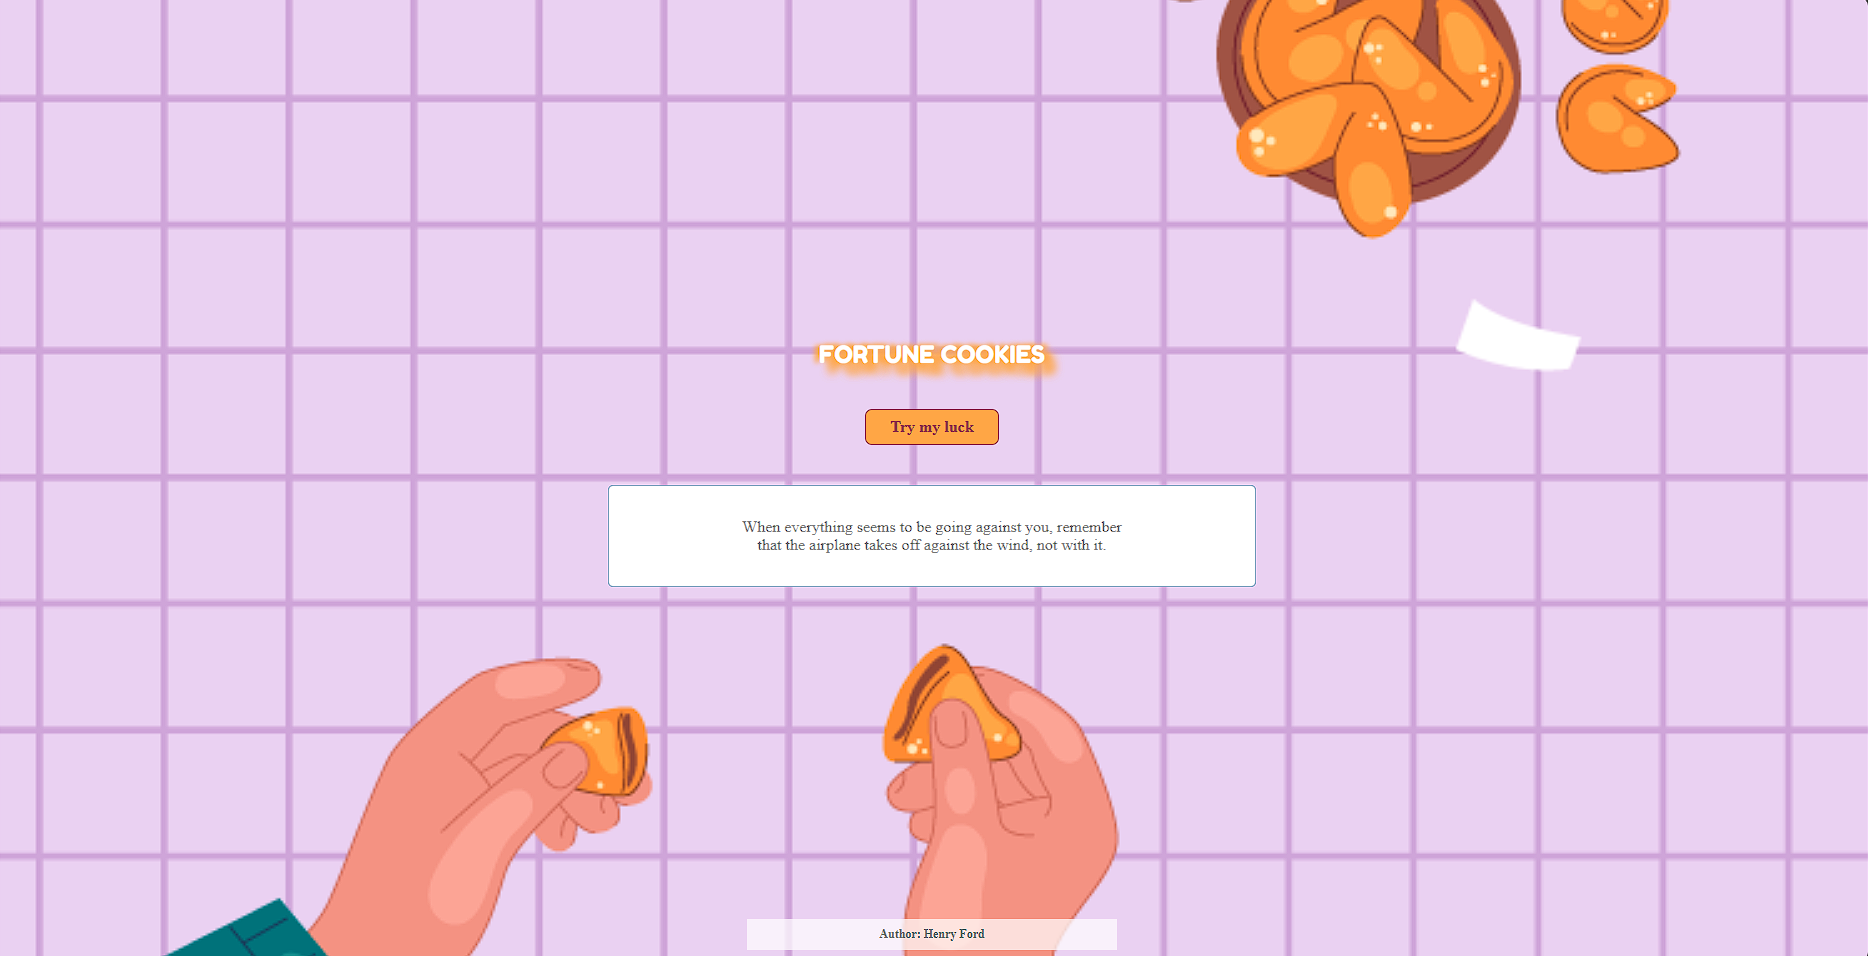 FORTUNE COOKIES
Try my luck
When everything seems to be going against you, remember
that the airplane takes off against the wind, not with it.
Author: Henry Ford